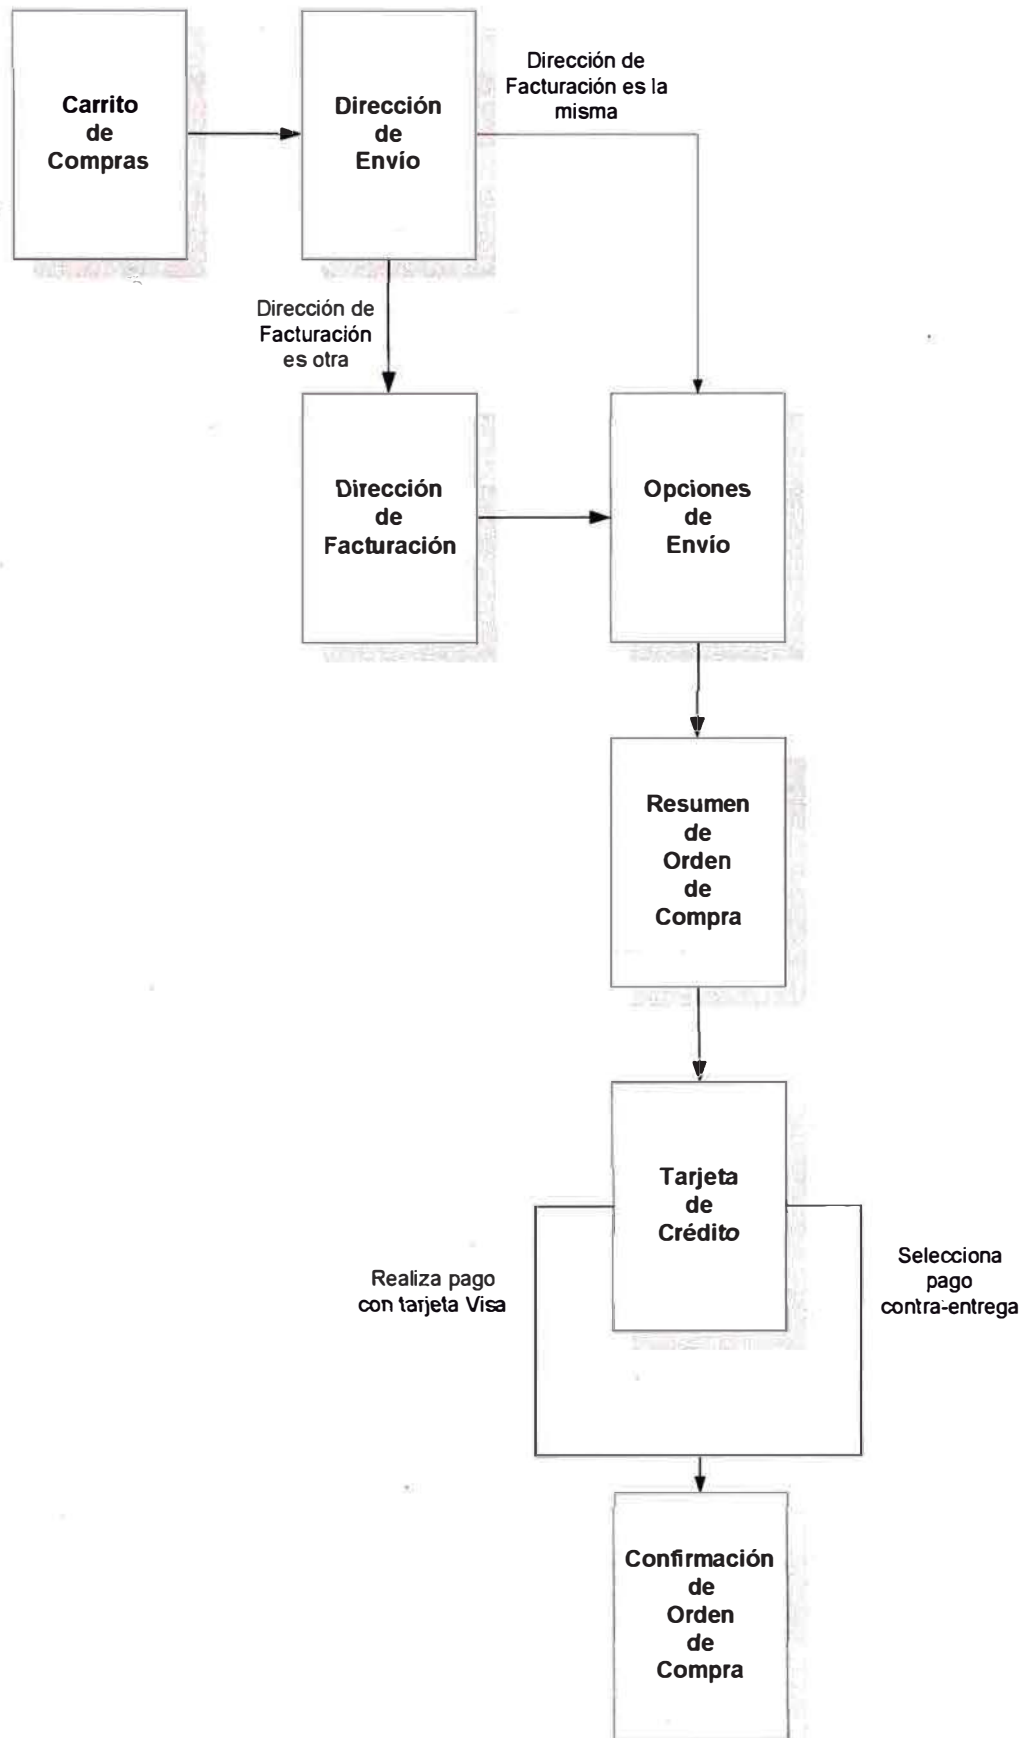 Carrito
de
Compras
Dirección
de
Envío
Dirección de
Facturación es la
misma
Dirección de
Facturación
es otra
Dirección
de
Facturación
Opciones
de
Envío
Resumen
de
Orden
de
Compra
Tarjeta
de
Crédito
Realiza pago
con tarjeta Visa
Selecciona
pago
contra-entrega
Confirmación
de
Orden
de
Compra